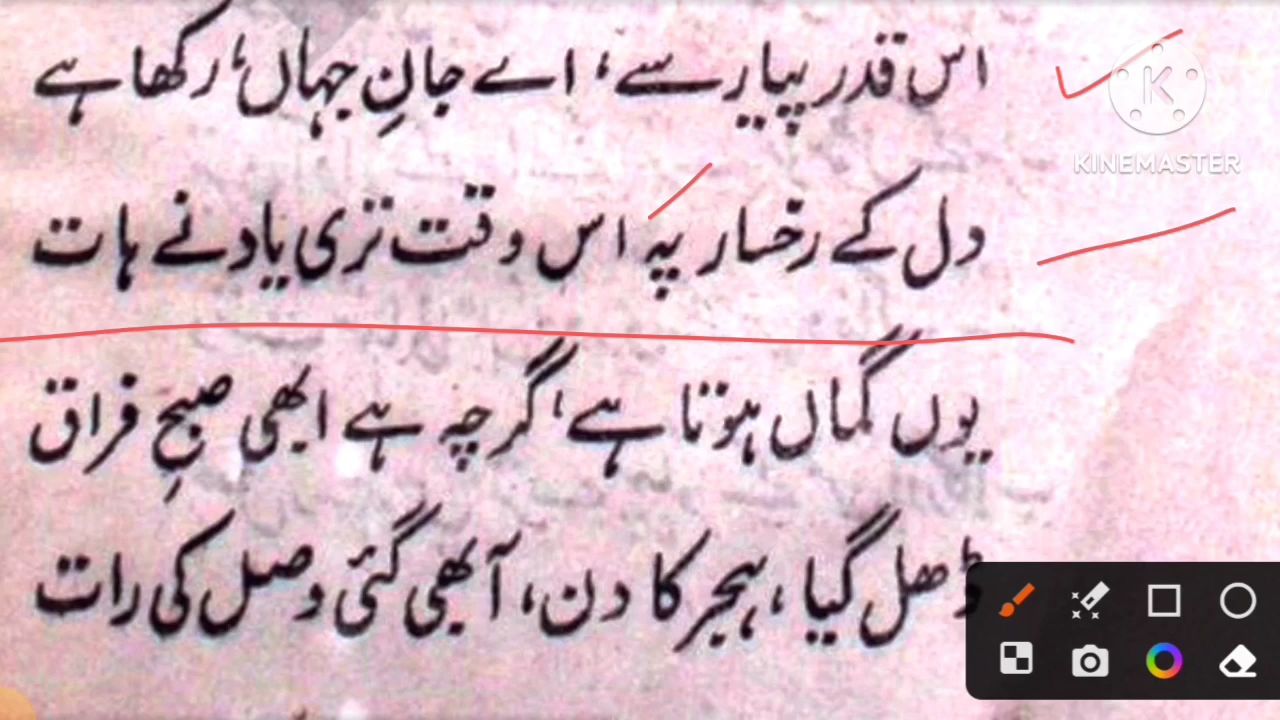 اس قدر پیار سے، اے جانِ جہاں، رکھا ہے
K
KINEMASTER
دل کے رخسار پہ اس وقت تری یاد نے ہات
یوں گماں ہوتا ہے، گرچہ ہے ابھی صبحِ فراق
ڈھل گیا، ہجر کا دن، آ بھی گئی وصل کی رات